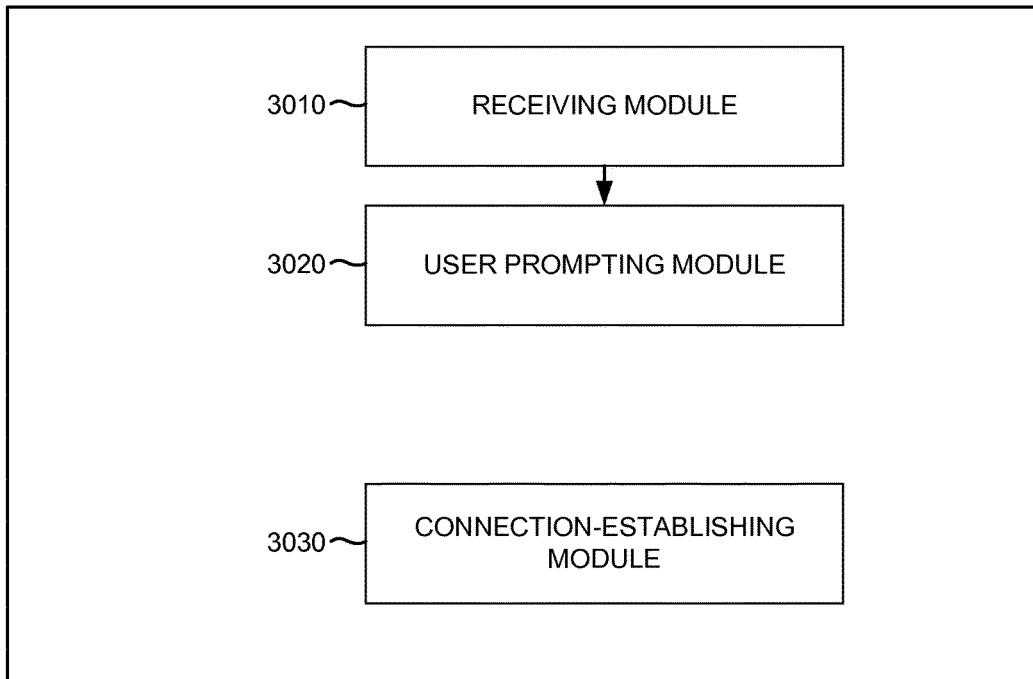 3010
RECEIVING MODULE
3020
USER PROMPTING MODULE
3030
CONNECTION-ESTABLISHING
MODULE